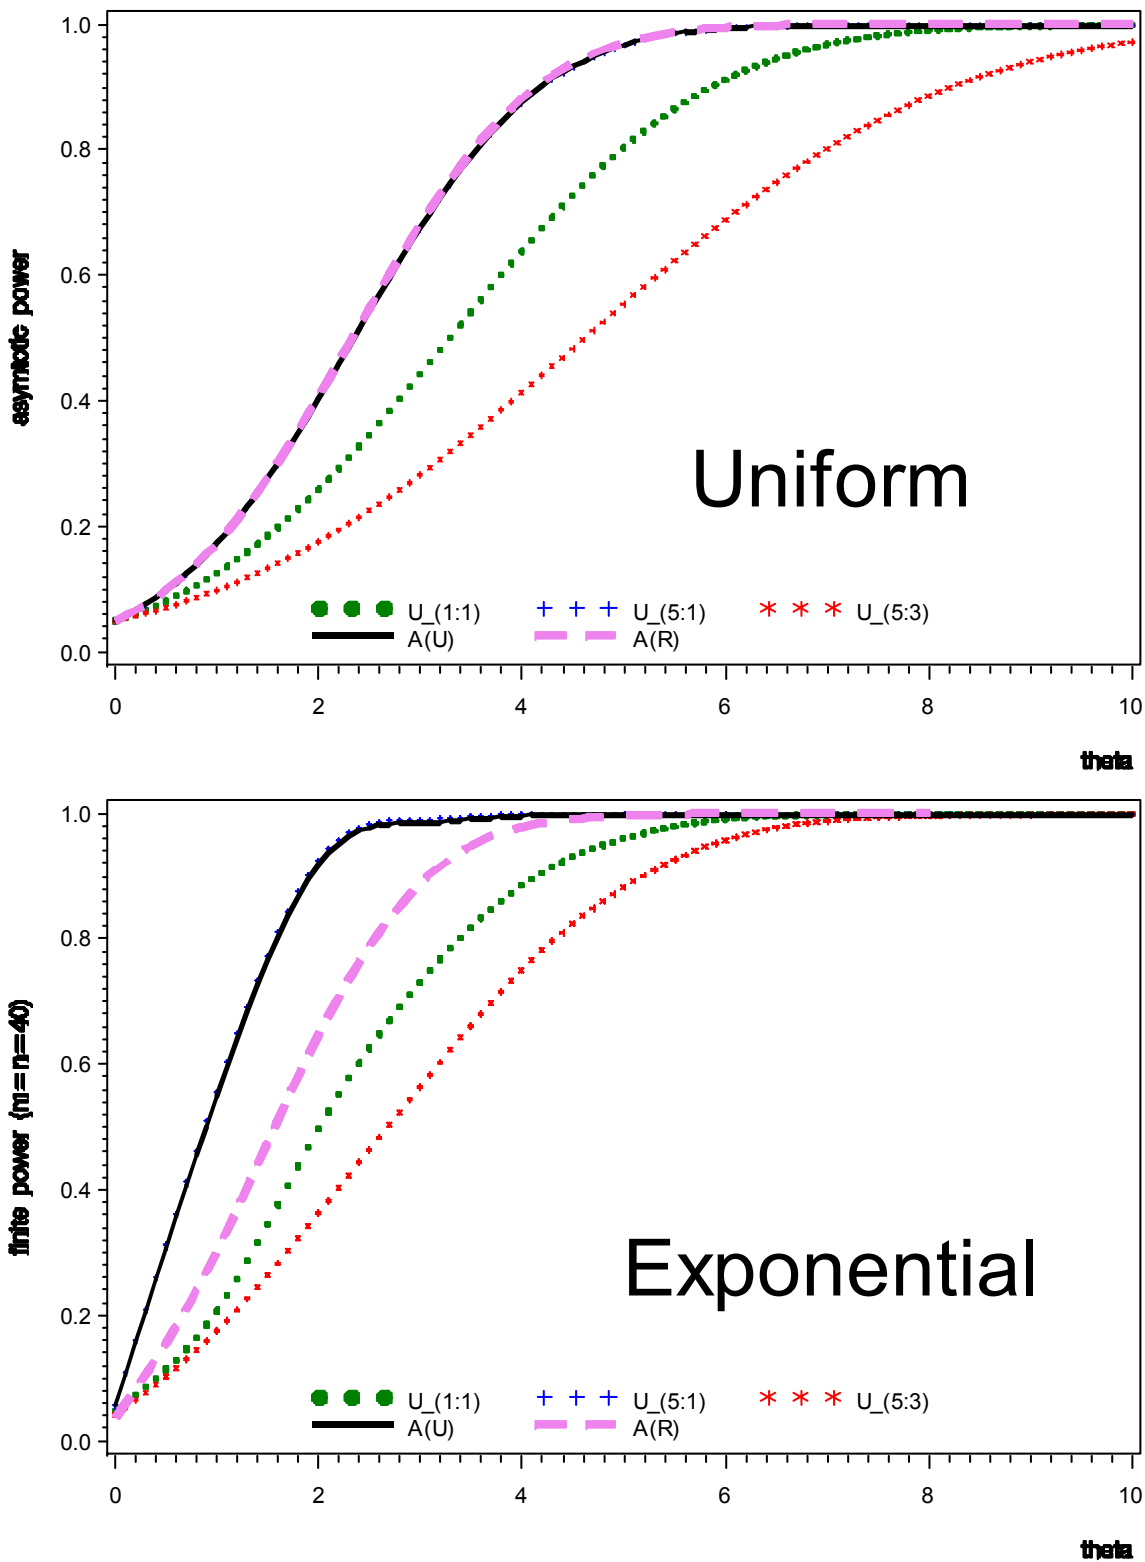 1.0
0.8
0.6
0.4
0.2
0.0
asymtotic power
Uniform
U_(1:1) U_(5:1) U_(5:3)
A(U) A(R)
0 2 4 6 8 10
theta
1.0
0.8
0.6
0.4
0.2
0.0
finite power (m=n=40)
Exponential
U_(1:1) U_(5:1) U_(5:3)
A(U) A(R)
0 2 4 6 8 10
theta